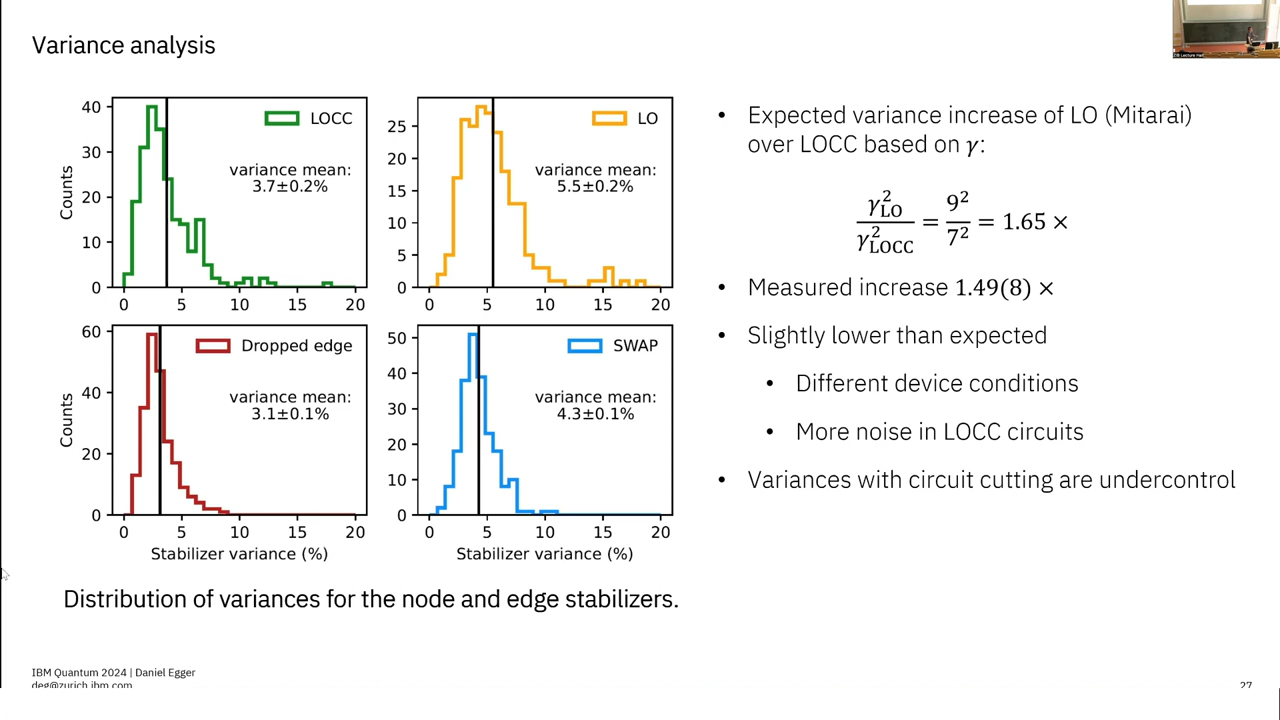 Variance analysis
LOCC
variance mean:
3.7±0.2%
Counts
40
30
20
10
0
0 5 10 15 20
LO
variance mean:
5.5±0.2%
25
20
15
10
5
0
0 5 10 15 20
Dropped edge
variance mean:
3.1±0.1%
Counts
60
40
20
0
0 5 10 15 20
Stabilizer variance (%)
SWAP
variance mean:
4.3±0.1%
50
40
30
20
10
0
0 5 10 15 20
Stabilizer variance (%)
Distribution of variances for the node and edge stabilizers.
• Expected variance increase of LO (Mitarai)
over LOCC based on γ:
γ²_LO / γ²_LOCC = 9² / 7² = 1.65 ×
• Measured increase 1.49(8) ×
• Slightly lower than expected
• Different device conditions
• More noise in LOCC circuits
• Variances with circuit cutting are undercontrol
IBM Quantum 2024 | Daniel Egger
deg@zurich.ibm.com
27